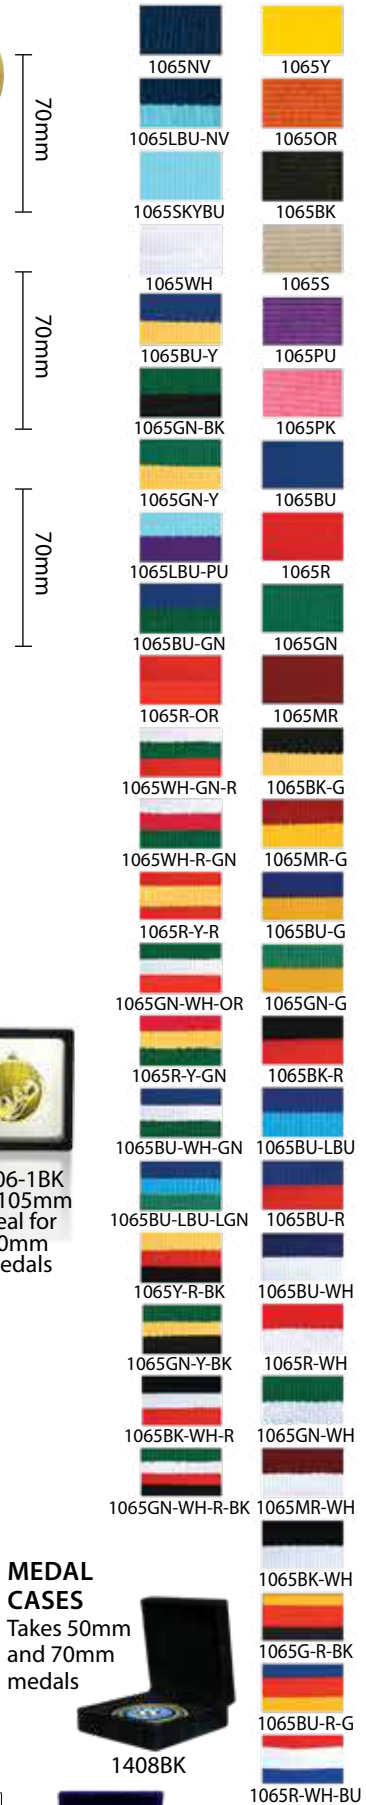 1065NV 1065Y
70mm
1065LBU-NV 1065OR
1065SKYBU 1065BK
1065WH 1065S
70mm
1065BU-Y 1065PU
1065GN-BK 1065PK
1065GN-Y 1065BU
70mm
1065LBU-PU 1065R
1065BU-GN 1065GN
1065R-OR 1065MR
1065WH-GN-R 1065BK-G
1065WH-R-GN 1065MR-G
1065R-Y-R 1065BU-G
1065GN-WH-OR 1065GN-G
1065R-Y-GN 1065BK-R
1065BU-WH-GN 1065BU-LBU
06-1BK
105mm
eal for
0mm
edals
1065BU-LBU-LGN 1065BU-R
1065Y-R-BK 1065BU-WH
1065GN-Y-BK 1065R-WH
1065BK-WH-R 1065GN-WH
1065GN-WH-R-BK 1065MR-WH
1065BK-WH
MEDAL
CASES
Takes 50mm
and 70mm
medals
1065G-R-BK
1065BU-R-G
1408BK
1065R-WH-BU